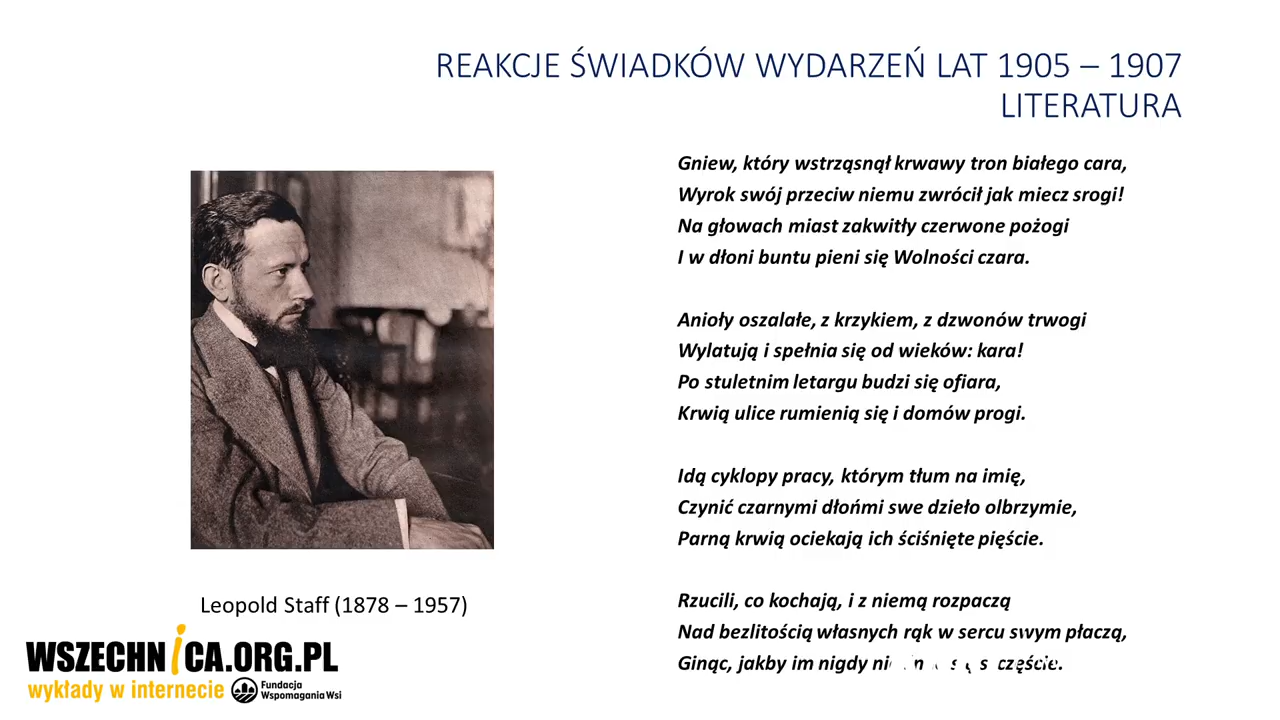 REAKCJE ŚWIADKÓW WYDARZEŃ LAT 1905 – 1907
LITERATURA
Gniew, który wstrząsnął krwawy tron białego cara,
Wyrok swój przeciw niemu zwrócił jak miecz srogi!
Na głowach miast zakwitły czerwone pożogi
I w dłoni buntu pieni się Wolności czara.
Anioły oszalałe, z krzykiem, z dzwonów trwogi
Wylatują i spełnia się od wieków: kara!
Po stuletnim letargu budzi się ofiara,
Krwią ulice rumienią się i domów progi.
Idą cyklopy pracy, którym tłum na imię,
Czynić czarnymi dłońmi swe dzieło olbrzymie,
Parną krwią ociekają ich ściśnięte pięście.
Rzucili, co kochają, i z niemą rozpaczą
Nad bezlitością własnych rąk w sercu swym płaczą,
Ginąc, jakby im nigdy
Leopold Staff (1878 – 1957)
WSZECHNICA.ORG.PL
wykłady w internecie
Fundacja
Wspomagania Wsi